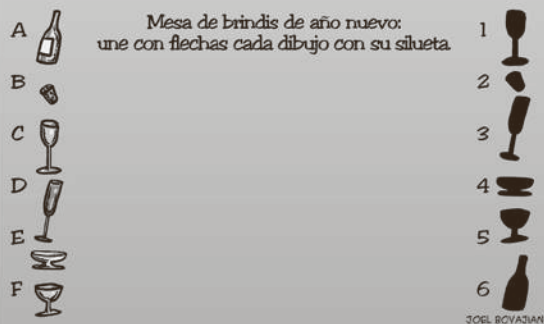 Mesa de brindis de año nuevo:
une con flechas cada dibujo con su silueta
A
B
C
D
E
F
1
2
3
4
5
6
JOEL BOVAJIAN